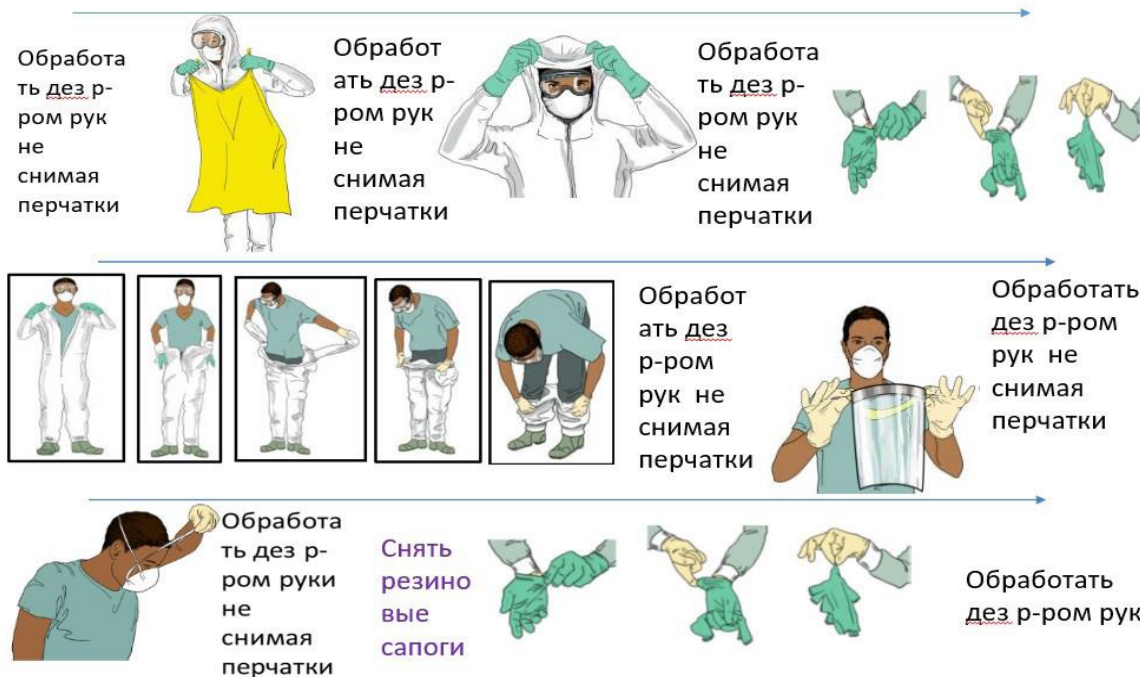 Обработа
ть дез р-
ром рук
не
снимая
перчатки
Обработ
ать дез
р-ром рук
не
снимая
перчатки
Обработа
ть дез р-
ром рук
не
снимая
перчатки
Обработ
ать дез
р-ром
рук не
снимая
перчатки
Обработать
дез р-ром
рук не
снимая
перчатки
Обработа
ть дез р-
ром руки
не
снимая
перчатки
Снять
резино
вые
сапоги
Обработать
дез р-ром рук